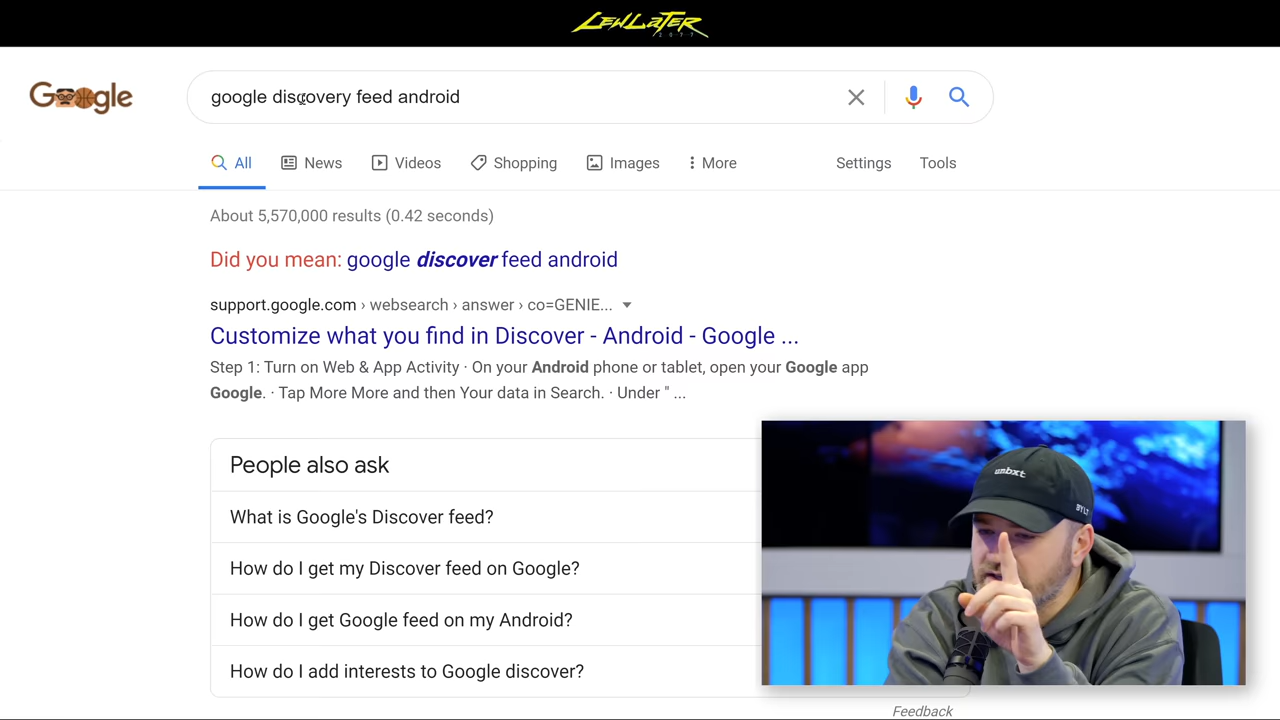 LEWLATER
2077
Google
google discovery feed android
All
News
Videos
Shopping
Images
More
Settings
Tools
About 5,570,000 results (0.42 seconds)
Did you mean: google discover feed android
support.google.com › websearch › answer › co=GENIE...
Customize what you find in Discover - Android - Google ...
Step 1: Turn on Web & App Activity · On your Android phone or tablet, open your Google app
Google. · Tap More More and then Your data in Search. · Under " ...
People also ask
What is Google's Discover feed?
How do I get my Discover feed on Google?
How do I get Google feed on my Android?
How do I add interests to Google discover?
Feedback
unbxt
BYLT